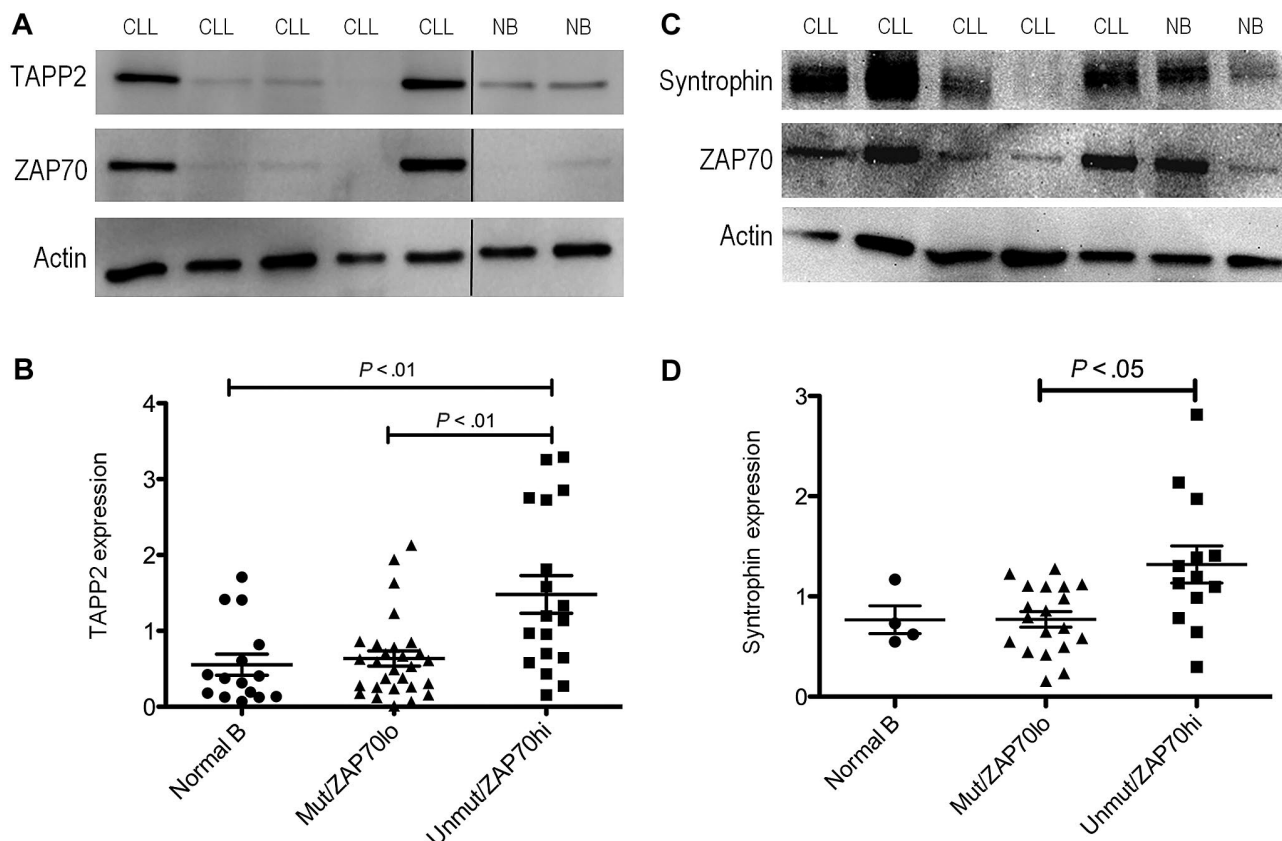 A
CLL CLL CLL CLL CLL NB NB
TAPP2
ZAP70
Actin
B
P < .01
P < .01
TAPP2 expression
4
3
2
1
0
Normal B
Mut/ZAP70lo
Unmut/ZAP70hi
C
CLL CLL CLL CLL CLL NB NB
Syntrophin
ZAP70
Actin
D
P < .05
Syntrophin expression
3
2
1
0
Normal B
Mut/ZAP70lo
Unmut/ZAP70hi